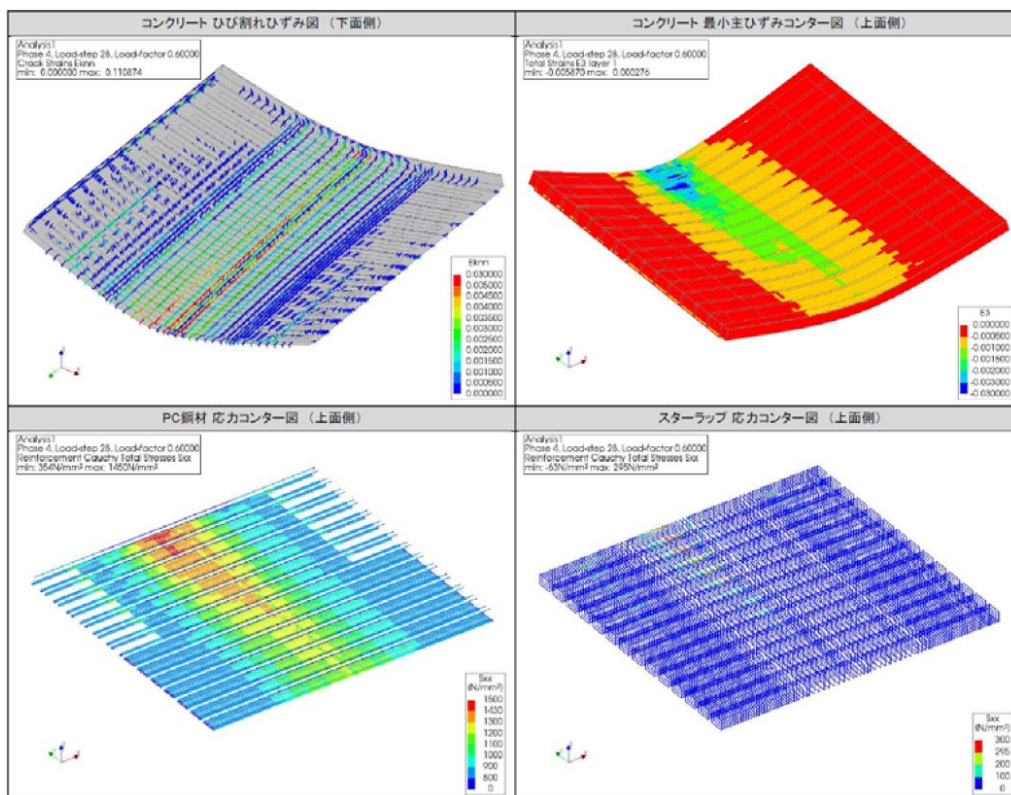 コンクリート ひび割れひずみ図 （下面側）
Analysis1
Phase 4, Load-step 28, Load-factor 0.60000
Crack Strains Eknn
min: 0.000000 max: 0.110874
Eknn
0.030000
0.005000
0.004500
0.004000
0.003500
0.003000
0.002500
0.002000
0.001500
0.001000
0.000500
0.000000
コンクリート 最小主ひずみコンター図 （上面側）
Analysis1
Phase 4, Load-step 28, Load-factor 0.60000
Total Strains E3 layer 1
min: -0.005870 max: 0.000276
E3
0.000000
-0.000500
-0.001000
-0.001800
-0.002000
-0.003000
-0.030000
PC鋼材 応力コンター図 （上面側）
Analysis1
Phase 4, Load-step 28, Load-factor 0.60000
Reinforcement Cauchy Total Stresses Sxx
min: 354N/mm² max: 1480N/mm²
Sxx
(N/mm²)
1500
1430
1300
1200
1100
1000
900
800
0
スターラップ 応力コンター図 （上面側）
Analysis1
Phase 4, Load-step 28, Load-factor 0.60000
Reinforcement Cauchy Total Stresses Sxx
min: -63N/mm² max: 295N/mm²
Sxx
(N/mm²)
300
295
200
100
0